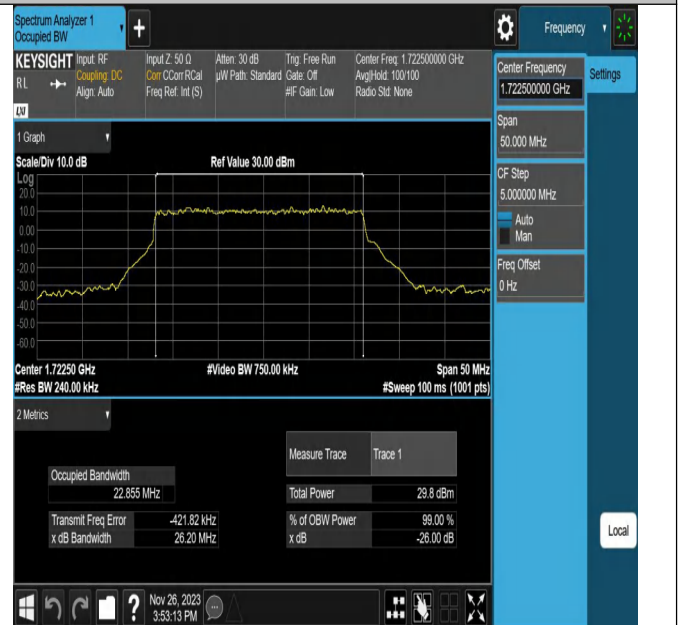 Spectrum Analyzer 1
Occupied BW
+
Frequency
KEYSIGHT
RL
LXI
Input: RF
Coupling: DC
Align: Auto
Input Z: 50 Ω
Corr CCorr RCal
Freq Ref: Int (S)
Atten: 30 dB
µW Path: Standard
Trig: Free Run
Gate: Off
#IF Gain: Low
Center Freq: 1.722500000 GHz
Avg|Hold: 100/100
Radio Std: None
Center Frequency
1.722500000 GHz
Settings
Span
50.000 MHz
CF Step
5.000000 MHz
Auto
Man
Freq Offset
0 Hz
1 Graph
Scale/Div 10.0 dB
Ref Value 30.00 dBm
Log
20.0
10.0
0.00
-10.0
-20.0
-30.0
-40.0
-50.0
-60.0
Center 1.72250 GHz
#Video BW 750.00 kHz
Span 50 MHz
#Res BW 240.00 kHz
#Sweep 100 ms (1001 pts)
2 Metrics
Measure Trace
Trace 1
Occupied Bandwidth
22.855 MHz
Total Power
29.8 dBm
Transmit Freq Error
-421.82 kHz
% of OBW Power
99.00 %
x dB Bandwidth
26.20 MHz
x dB
-26.00 dB
Local
?
Nov 26, 2023
3:53:13 PM